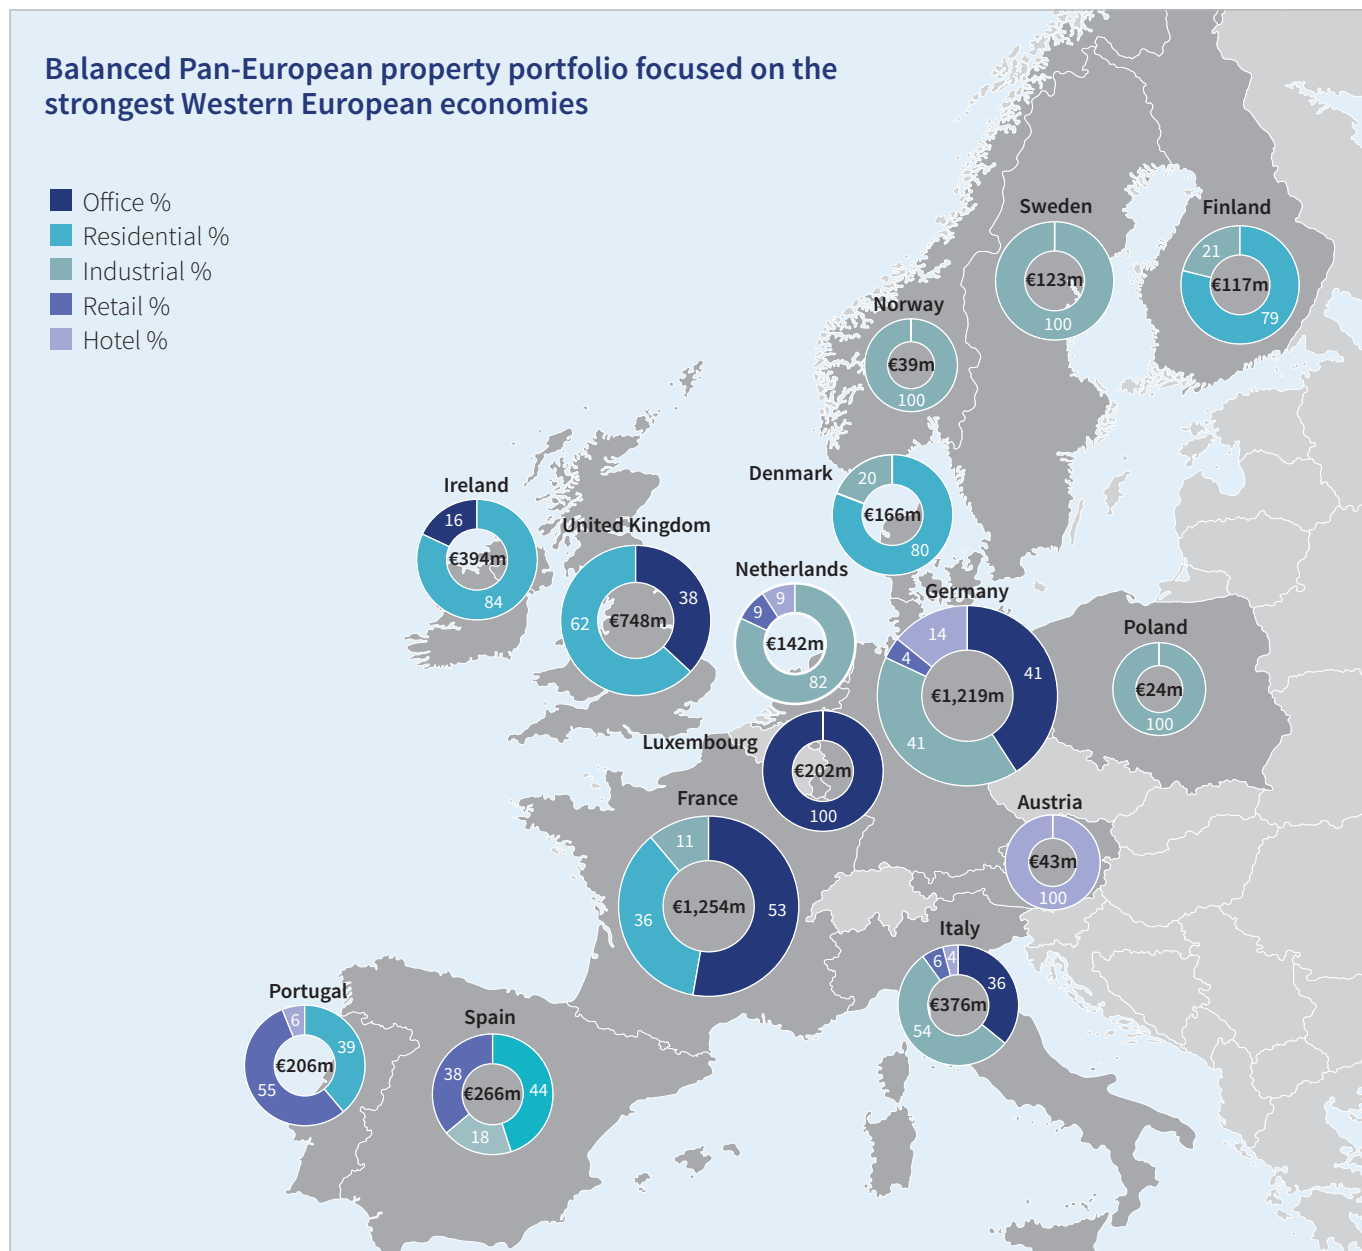 Balanced Pan-European property portfolio focused on the
strongest Western European economies
Office %
Residential %
Industrial %
Retail %
Hotel %
Sweden
€123m
100
Finland
21
€117m
79
Norway
€39m
100
Denmark
20
€166m
80
Ireland
16
€394m
84
United Kingdom
38
62
€748m
Netherlands
9
9
€142m
82
Germany
14
4
41
€1,219m
41
Poland
€24m
100
Luxembourg
€202m
100
France
11
36
€1,254m
53
Austria
€43m
100
Italy
6
4
36
€376m
54
Portugal
6
39
€206m
55
Spain
38
€266m
44
18